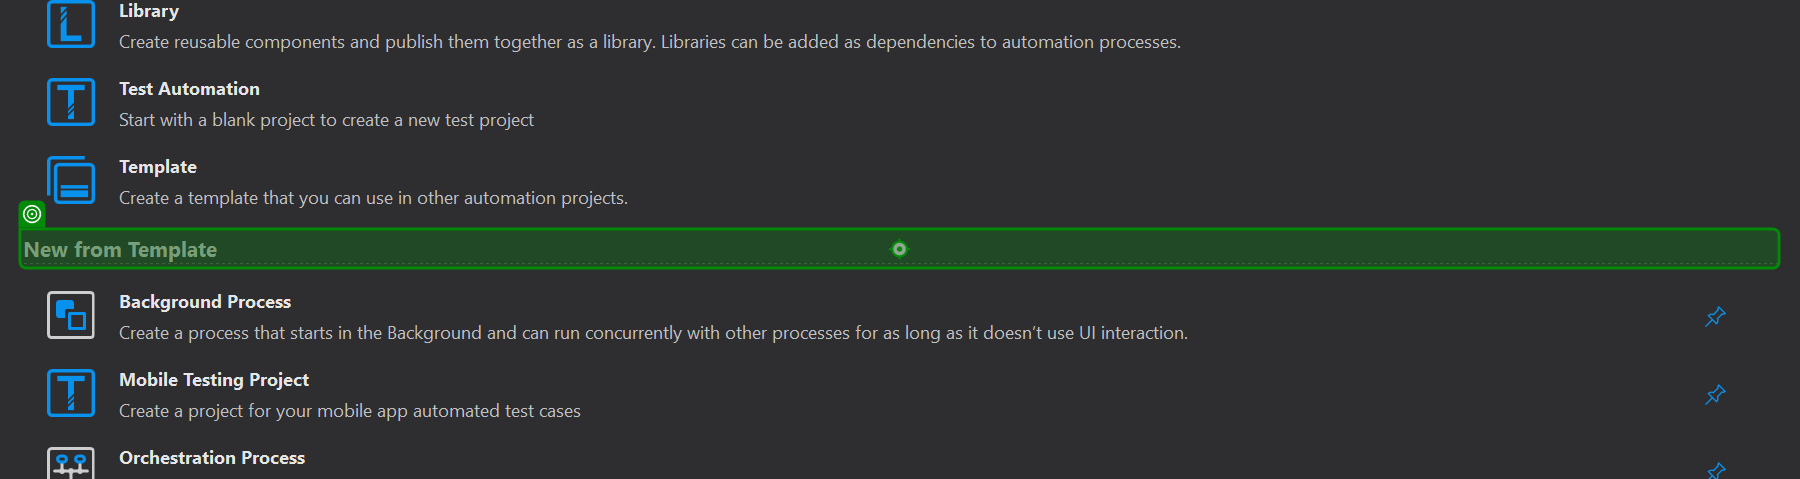 Library
Create reusable components and publish them together as a library. Libraries can be added as dependencies to automation processes.
Test Automation
Start with a blank project to create a new test project
Template
Create a template that you can use in other automation projects.
New from Template
Background Process
Create a process that starts in the Background and can run concurrently with other processes for as long as it doesn’t use UI interaction.
Mobile Testing Project
Create a project for your mobile app automated test cases
Orchestration Process